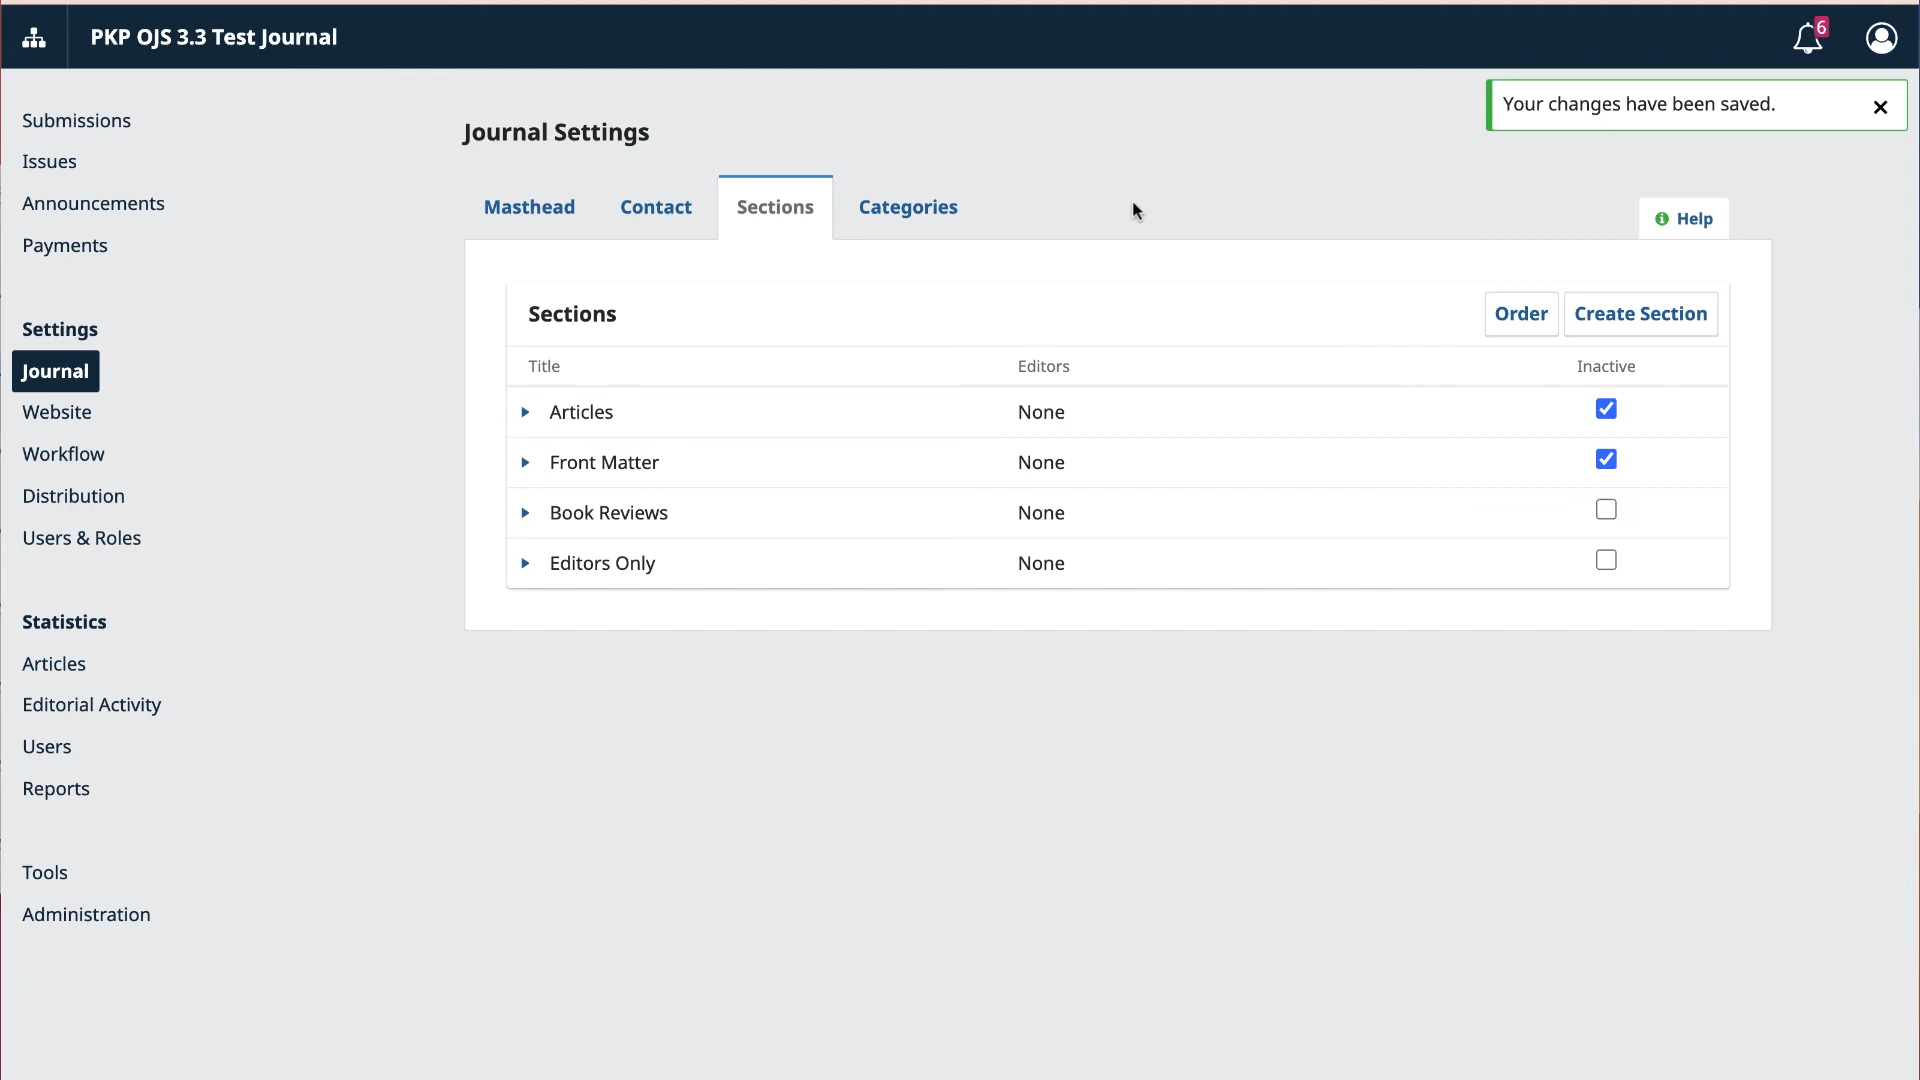 PKP OJS 3.3 Test Journal
6
Your changes have been saved.
Submissions
Issues
Announcements
Payments
Settings
Journal
Website
Workflow
Distribution
Users & Roles
Statistics
Articles
Editorial Activity
Users
Reports
Tools
Administration
Journal Settings
Masthead Contact Sections Categories
Help
Sections Order Create Section
Title Editors Inactive
Articles None
Front Matter None
Book Reviews None
Editors Only None